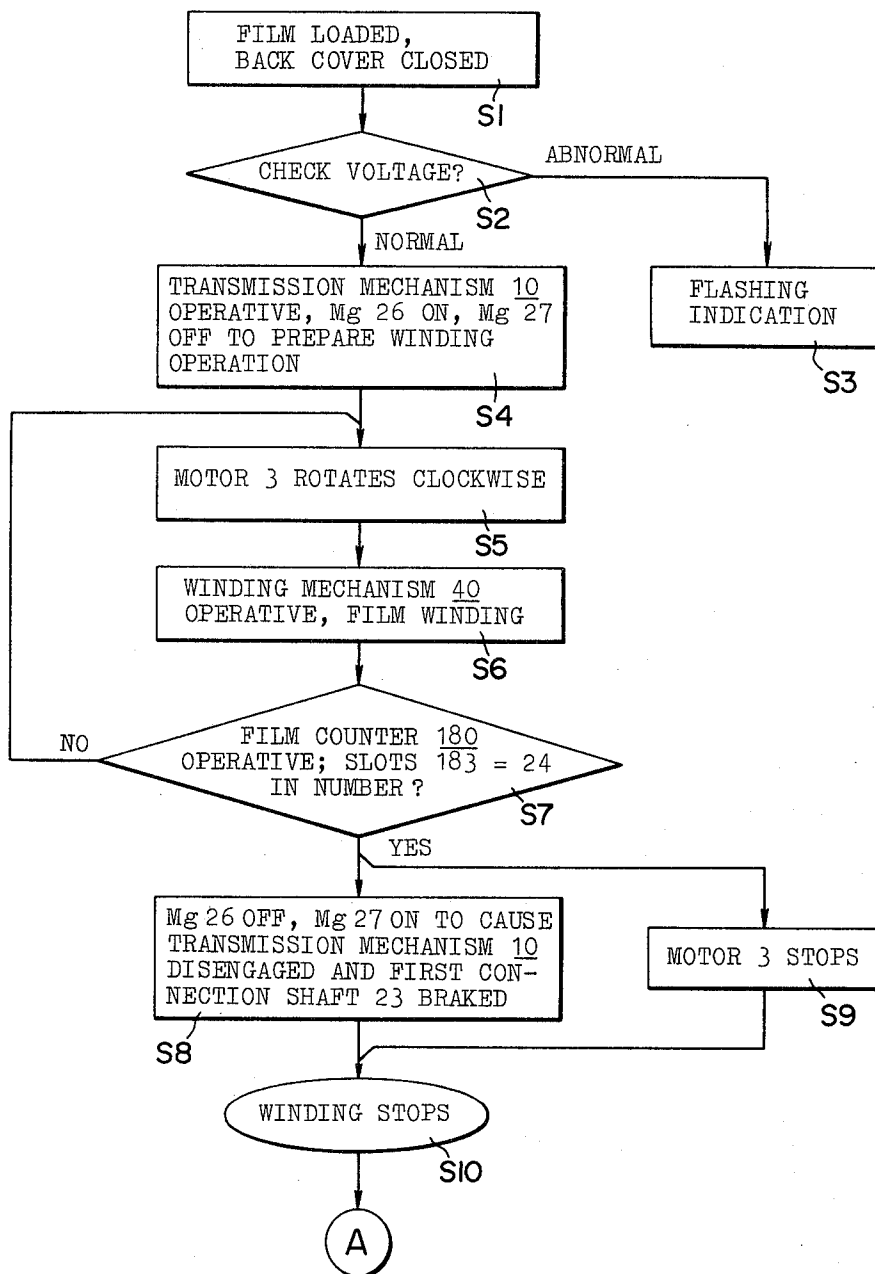 FILM LOADED,
BACK COVER CLOSED
S1
CHECK VOLTAGE?
S2
ABNORMAL
NORMAL
TRANSMISSION MECHANISM 10
OPERATIVE, Mg 26 ON, Mg 27
OFF TO PREPARE WINDING
OPERATION
S4
FLASHING
INDICATION
S3
MOTOR 3 ROTATES CLOCKWISE
S5
WINDING MECHANISM 40
OPERATIVE, FILM WINDING
S6
FILM COUNTER 180
OPERATIVE; SLOTS 183 = 24
IN NUMBER?
S7
NO
YES
Mg 26 OFF, Mg 27 ON TO CAUSE
TRANSMISSION MECHANISM 10
DISENGAGED AND FIRST CON-
NECTION SHAFT 23 BRAKED
S8
MOTOR 3 STOPS
S9
WINDING STOPS
S10
A